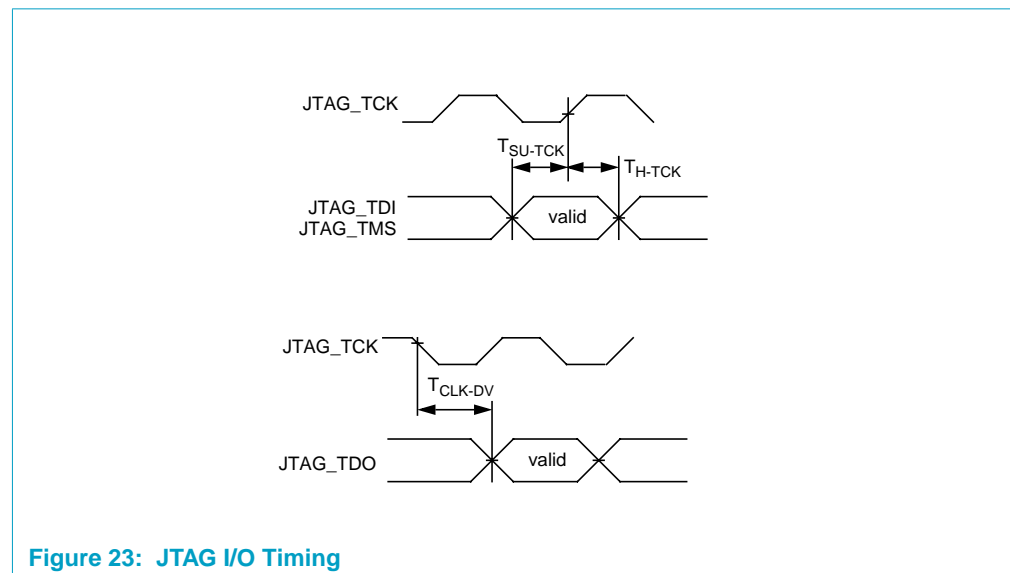 JTAG_TCK
TSU-TCK
TH-TCK
JTAG_TDI
JTAG_TMS
valid
JTAG_TCK
TCLK-DV
JTAG_TDO
valid
Figure 23: JTAG I/O Timing